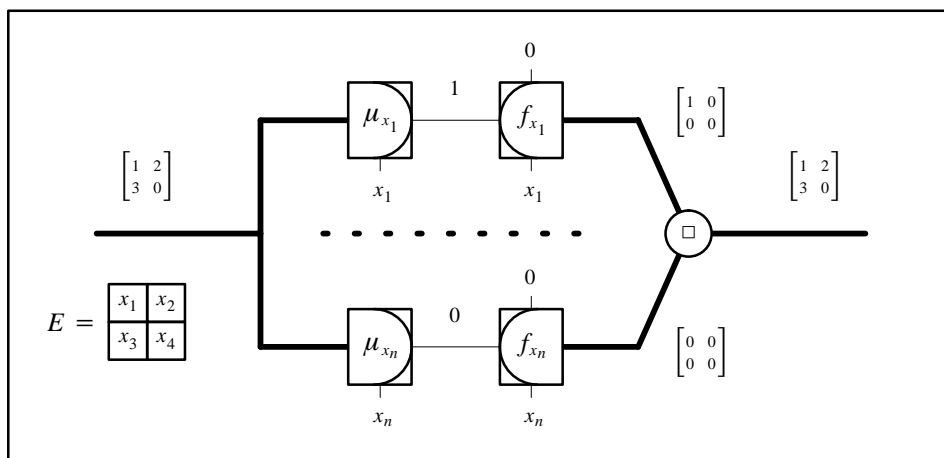 0
1
μ_{x_1} f_{x_1}
[1 0
0 0]
x_1 x_1
[1 2
3 0]
[1 2
3 0]
□
E =
x_1 x_2
x_3 x_4
0
0
μ_{x_n} f_{x_n}
[0 0
0 0]
x_n x_n